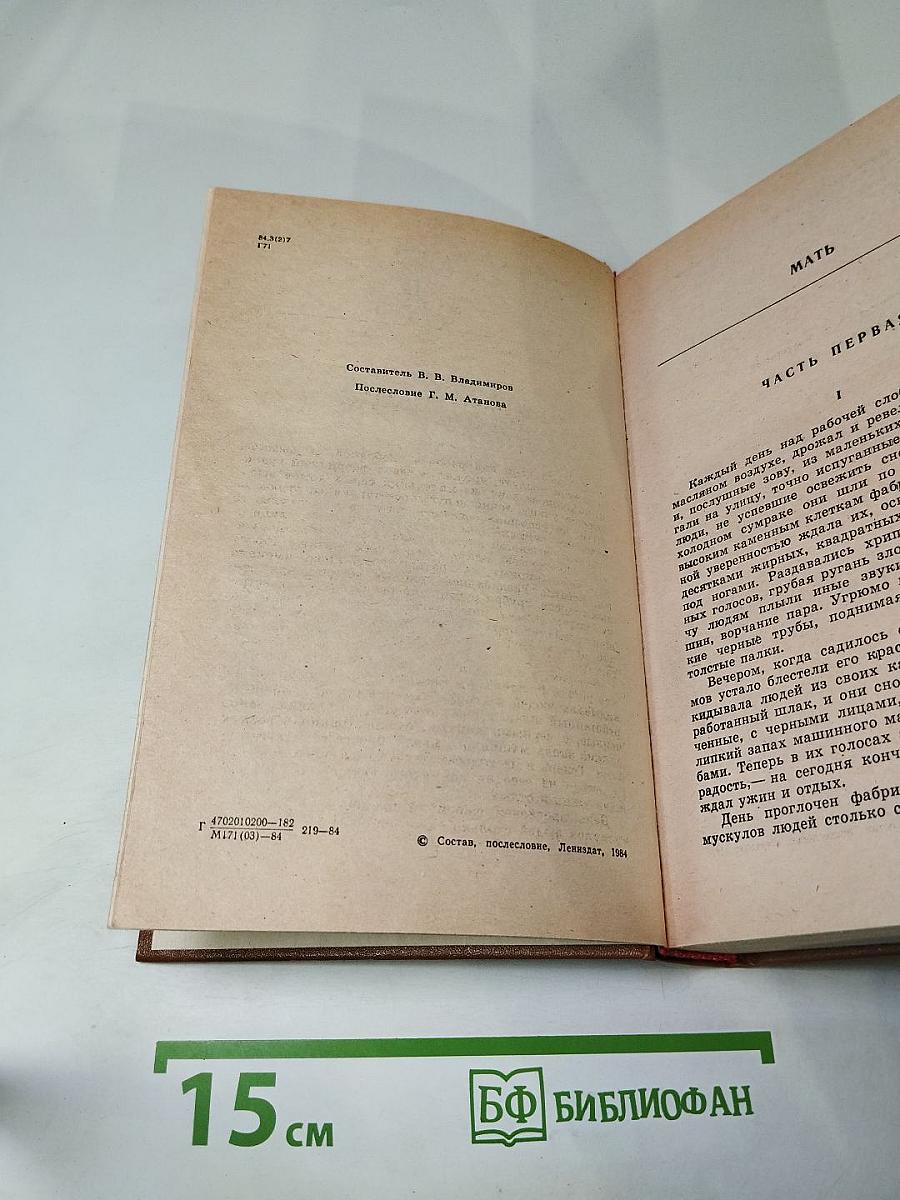 84.3(2)7
Г71
Составитель В. В. Владимиров
Послесловие Г. М. Атанова
Г 4702010200—182 219—84
М171(03)—84
© Состав, послесловие, Лениздат, 1984
МАТЬ
ЧАСТЬ ПЕРВАЯ
I
Каждый день над рабочей слоб
масляном воздухе, дрожал и ревел
и, послушные зову, из маленьких
гали на улицу, точно испуганные
люди, не успевшие освежить сно
холодном сумраке они шли по
высоким каменным клеткам фабр
ной уверенностью ждала их, осв
десятками жирных, квадратных
под ногами. Раздавались хрип
ных голосов, грубая ругань зло
чу людям плыли иные звуки
шин, ворчание пара. Угрюмо и
кие черные трубы, поднимая
толстые палки.
Вечером, когда садилось с
мов устало блестели его крас
кидывала людей из своих ка
работанный шлак, и они сно
ченные, с черными лицами,
липкий запах машинного ма
бами. Теперь в их голосах
радость,— на сегодня конч
ждал ужин и отдых.
День проглочен фабри
мускулов людей столько с
15 см
БФ БИБЛИОФАН